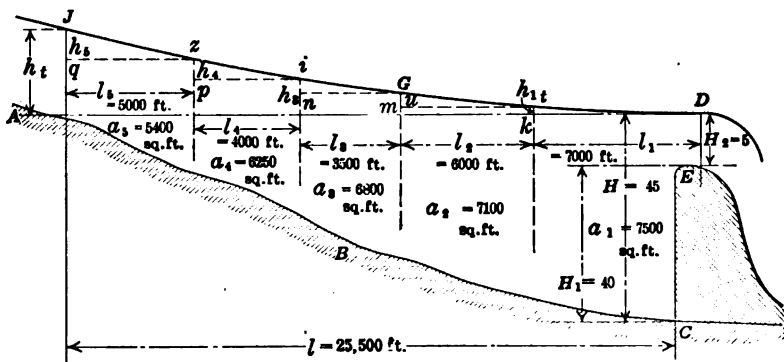 J
h₅
z
h₄
i
h₃
G
u
h₁ t
D
hₜ
q
p
n
m
k
A
l₅
= 5000 ft.
a₅ = 5400
sq.ft.
l₄
= 4000 ft.
a₄ = 6250
sq.ft.
l₃
= 3500 ft.
a₃ = 6800
sq.ft.
l₂
= 6000 ft.
a₂ = 7100
sq.ft.
l₁
= 7000 ft.
H = 45
a₁ = 7500
sq.ft.
H₂=5
E
H₁= 40
B
C
l = 25,500 ft.